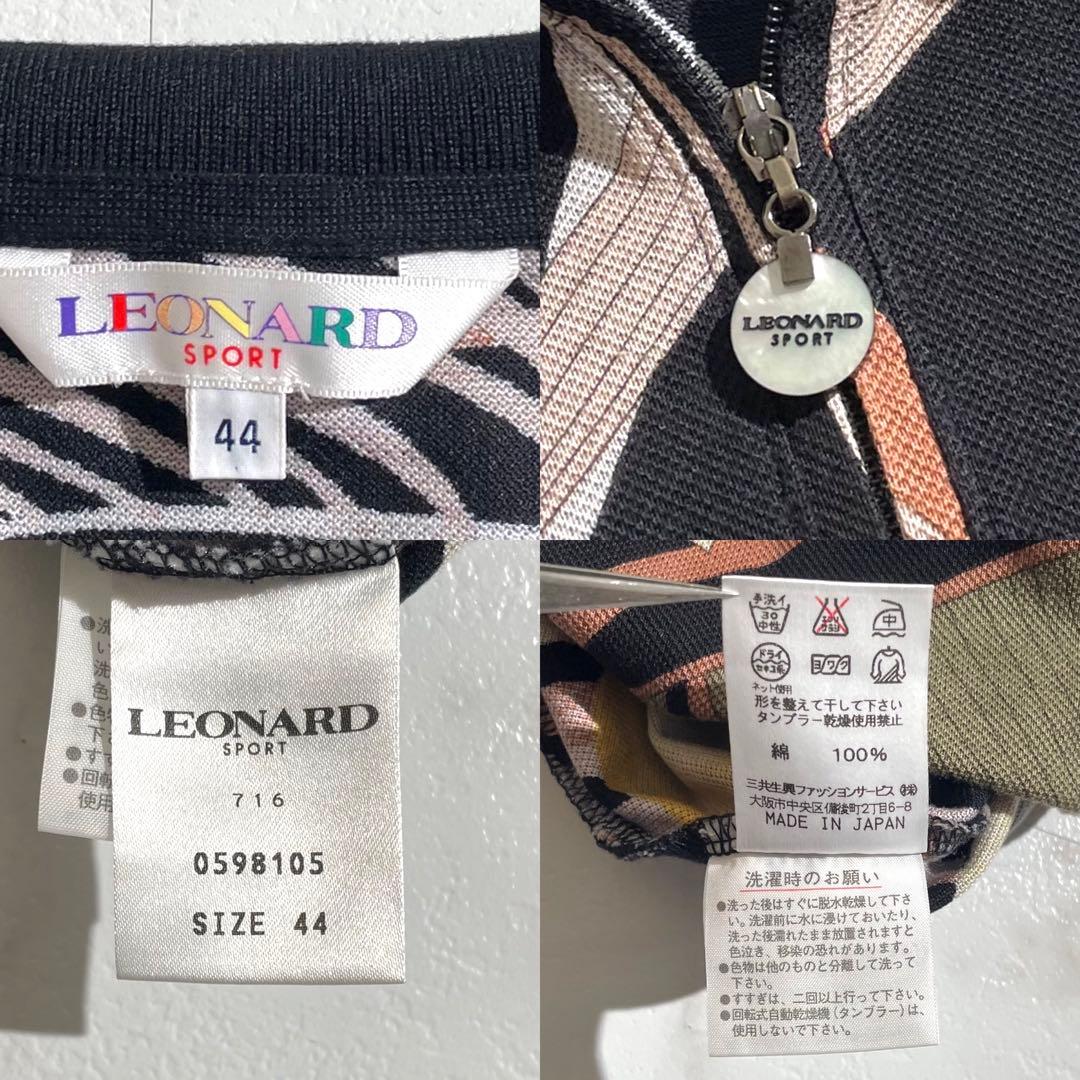 LEONARD
SPORT
44
LEONARD
SPORT
LEONARD
SPORT
716
0598105
SIZE 44
手洗イ
30
中性
中
ドライ
セキユ系
ヨワク
ネット使用
形を整えて干して下さい
タンブラー乾燥使用禁止
綿 100%
三共生興ファッションサービス(株)
大阪市中央区備後町2丁目6-8
MADE IN JAPAN
洗濯時のお願い
●洗った後はすぐに脱水乾燥して下さ
い。洗濯前に水に浸けておいたり、
洗った後濡れたまま放置されますと
色泣き、移染の恐れがあります。
●色物は他のものと分離して洗って
下さい。
●すすぎは、二回以上行って下さい。
●回転式自動乾燥機(タンブラー)は、
使用しないで下さい。